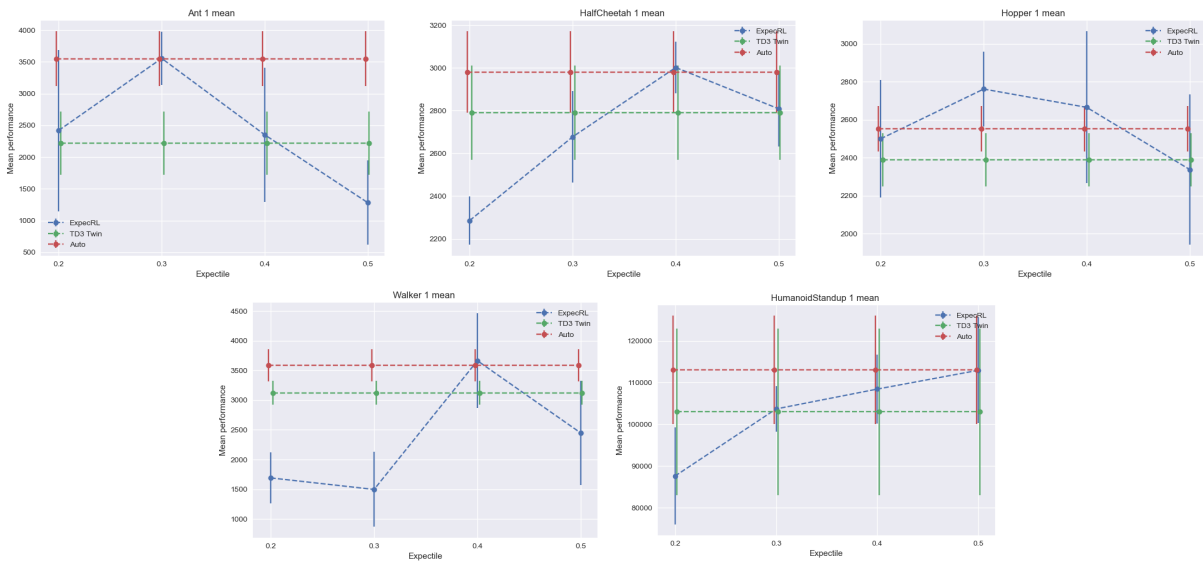 Ant 1 mean
Mean performance
4000
3500
3000
2500
2000
1500
1000
500
ExpecRL
TD3 Twin
Auto
0.2 0.3 0.4 0.5
Expectile
HalfCheetah 1 mean
Mean performance
3200
3000
2800
2600
2400
2200
ExpecRL
TD3 Twin
Auto
0.2 0.3 0.4 0.5
Expectile
Hopper 1 mean
Mean performance
3000
2800
2600
2400
2200
2000
ExpecRL
TD3 Twin
Auto
0.2 0.3 0.4 0.5
Expectile
Walker 1 mean
Mean performance
4500
4000
3500
3000
2500
2000
1500
1000
ExpecRL
TD3 Twin
Auto
0.2 0.3 0.4 0.5
Expectile
HumanoidStandup 1 mean
Mean performance
120000
110000
100000
90000
80000
ExpecRL
TD3 Twin
Auto
0.2 0.3 0.4 0.5
Expectile